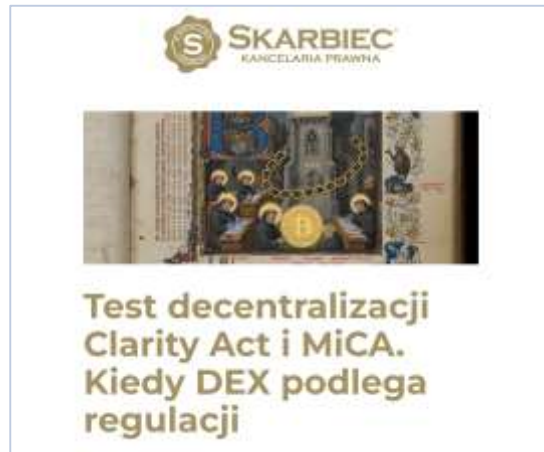 SKARBIEC
KANCELARIA PRAWNA
Test decentralizacji
Clarity Act i MiCA.
Kiedy DEX podlega
regulacji